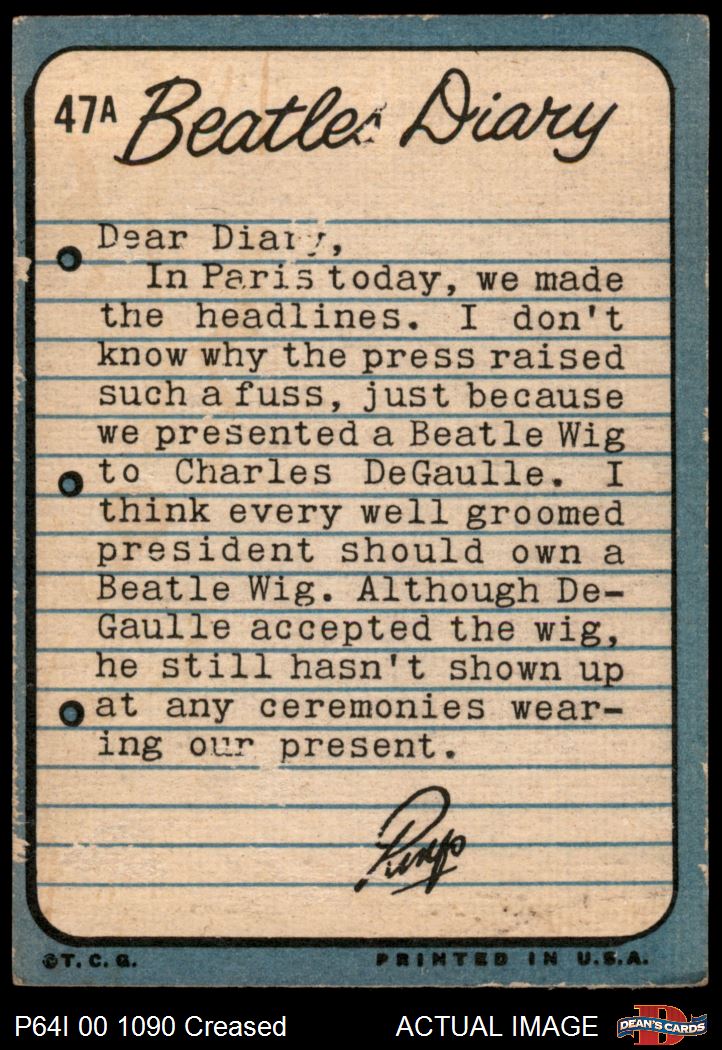 47A Beatles Diary
Dear Diary,
In Paris today, we made
the headlines. I don't
know why the press raised
such a fuss, just because
we presented a Beatle Wig
to Charles DeGaulle. I
think every well groomed
president should own a
Beatle Wig. Although De-
Gaulle accepted the wig,
he still hasn't shown up
at any ceremonies wear-
ing our present.
Ringo
©T.C.G. PRINTED IN U.S.A.
P64I 00 1090 Creased ACTUAL IMAGE D DEAN'S CARDS